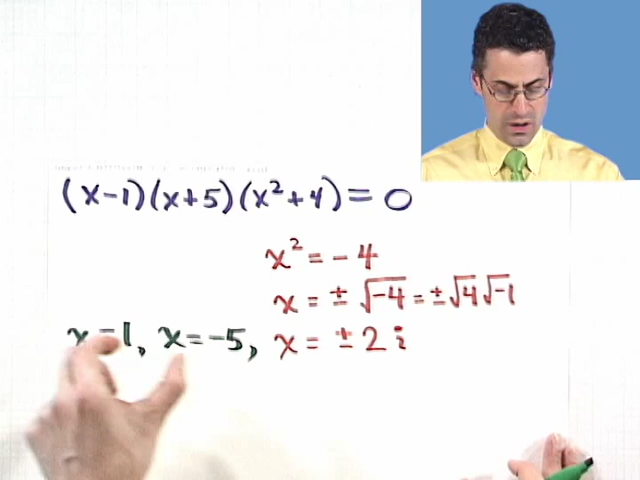 (x-1)(x+5)(x²+4)=0
x² = -4
x = ± √-4 = ± √4 √-1
x=1, x=-5, x = ±2i